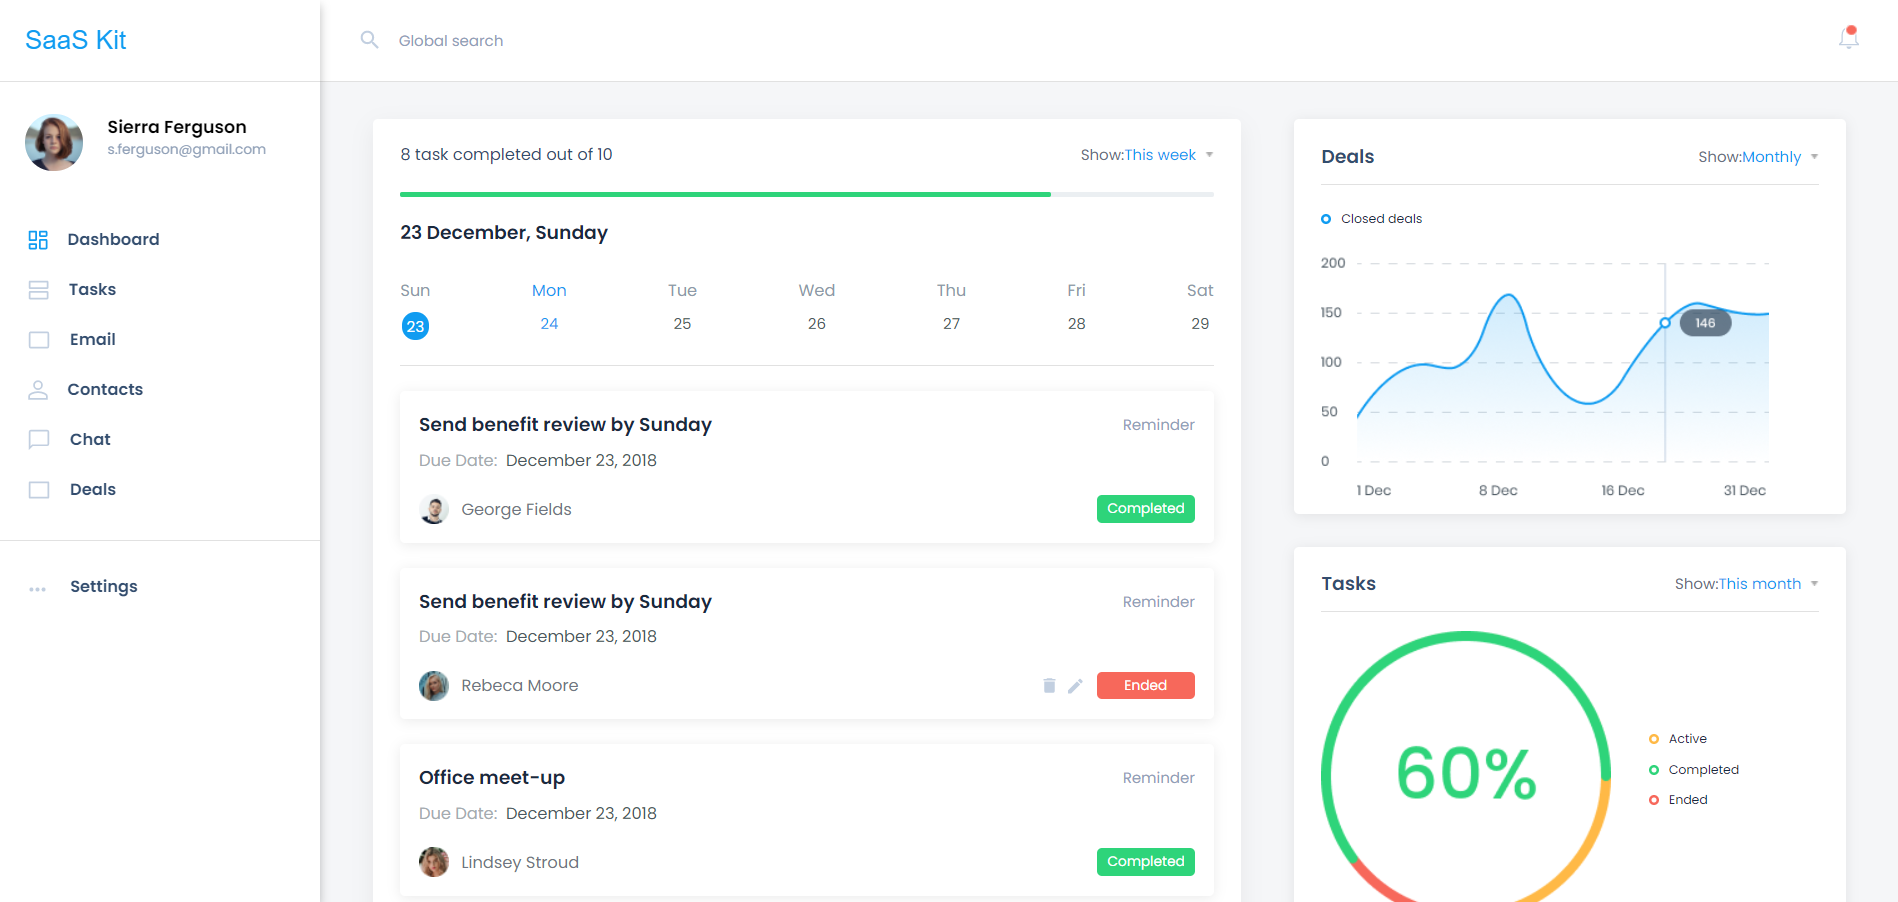 SaaS Kit
Global search
Sierra Ferguson
s.ferguson@gmail.com
Dashboard
Tasks
Email
Contacts
Chat
Deals
Settings
8 task completed out of 10
Show:This week
23 December, Sunday
Sun Mon Tue Wed Thu Fri Sat
23 24 25 26 27 28 29
Send benefit review by Sunday
Reminder
Due Date: December 23, 2018
George Fields
Completed
Send benefit review by Sunday
Reminder
Due Date: December 23, 2018
Rebeca Moore
Ended
Office meet-up
Reminder
Due Date: December 23, 2018
Lindsey Stroud
Completed
Deals
Show:Monthly
Closed deals
200
150
146
100
50
0
1 Dec 8 Dec 16 Dec 31 Dec
Tasks
Show:This month
60%
Active
Completed
Ended